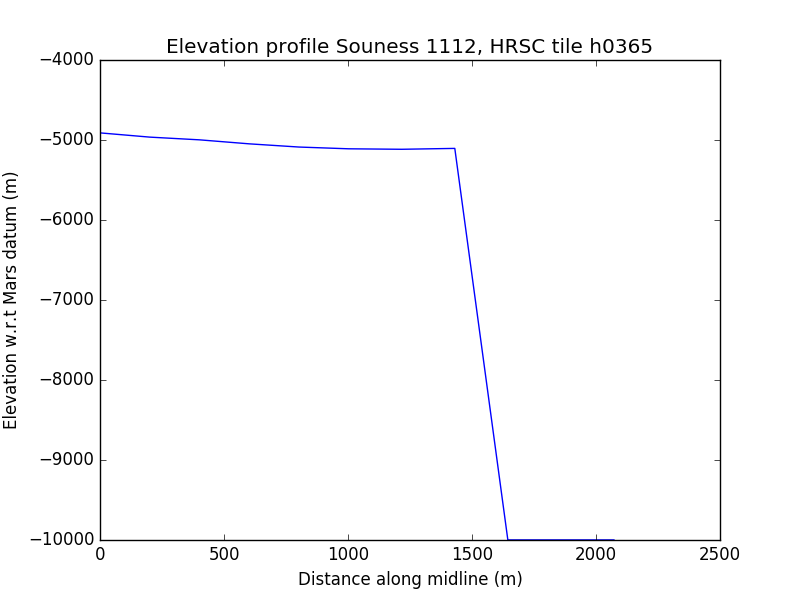 Elevation profile Souness 1112, HRSC tile h0365
−4000
−5000
−6000
−7000
−8000
−9000
−10000
Elevation w.r.t Mars datum (m)
0 500 1000 1500 2000 2500
Distance along midline (m)